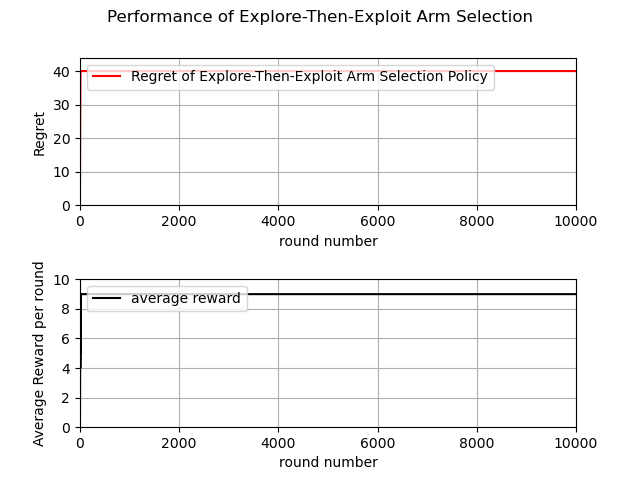 Performance of Explore-Then-Exploit Arm Selection
40
30
20
10
0
Regret
Regret of Explore-Then-Exploit Arm Selection Policy
0 2000 4000 6000 8000 10000
round number
10
8
6
4
2
0
Average Reward per round
average reward
0 2000 4000 6000 8000 10000
round number